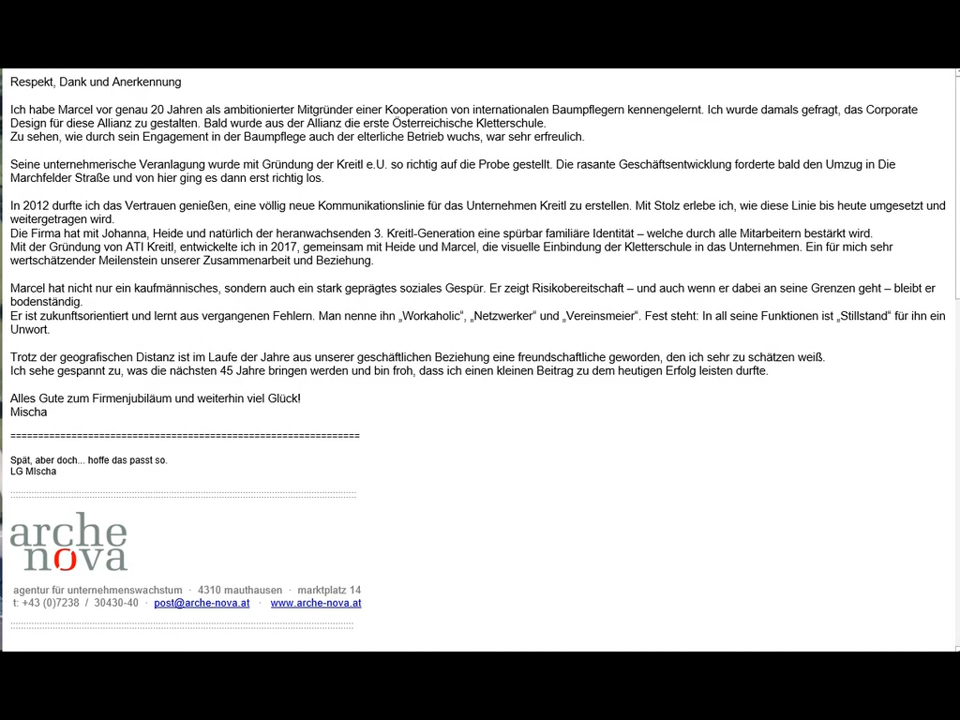 Respekt, Dank und Anerkennung
Ich habe Marcel vor genau 20 Jahren als ambitionierter Mitgründer einer Kooperation von internationalen Baumpflegern kennengelernt. Ich wurde damals gefragt, das Corporate
Design für diese Allianz zu gestalten. Bald wurde aus der Allianz die erste Österreichische Kletterschule.
Zu sehen, wie durch sein Engagement in der Baumpflege auch der elterliche Betrieb wuchs, war sehr erfreulich.
Seine unternehmerische Veranlagung wurde mit Gründung der Kreitl e.U. so richtig auf die Probe gestellt. Die rasante Geschäftsentwicklung forderte bald den Umzug in Die
Marchfelder Straße und von hier ging es dann erst richtig los.
In 2012 durfte ich das Vertrauen genießen, eine völlig neue Kommunikationslinie für das Unternehmen Kreitl zu erstellen. Mit Stolz erlebe ich, wie diese Linie bis heute umgesetzt und
weitergetragen wird.
Die Firma hat mit Johanna, Heide und natürlich der heranwachsenden 3. Kreitl-Generation eine spürbar familiäre Identität – welche durch alle Mitarbeitern bestärkt wird.
Mit der Gründung von ATI Kreitl, entwickelte ich in 2017, gemeinsam mit Heide und Marcel, die visuelle Einbindung der Kletterschule in das Unternehmen. Ein für mich sehr
wertschätzender Meilenstein unserer Zusammenarbeit und Beziehung.
Marcel hat nicht nur ein kaufmännisches, sondern auch ein stark geprägtes soziales Gespür. Er zeigt Risikobereitschaft – und auch wenn er dabei an seine Grenzen geht – bleibt er
bodenständig.
Er ist zukunftsorientiert und lernt aus vergangenen Fehlern. Man nenne ihn „Workaholic“, „Netzwerker“ und „Vereinsmeier“. Fest steht: In all seine Funktionen ist „Stillstand“ für ihn ein
Unwort.
Trotz der geografischen Distanz ist im Laufe der Jahre aus unserer geschäftlichen Beziehung eine freundschaftliche geworden, den ich sehr zu schätzen weiß.
Ich sehe gespannt zu, was die nächsten 45 Jahre bringen werden und bin froh, dass ich einen kleinen Beitrag zu dem heutigen Erfolg leisten durfte.
Alles Gute zum Firmenjubiläum und weiterhin viel Glück!
Mischa
===============================================================
Spät, aber doch... hoffe das passt so.
LG MIscha
arche
nova
agentur für unternehmenswachstum · 4310 mauthausen · marktplatz 14
t: +43 (0)7238 / 30430-40 · post@arche-nova.at · www.arche-nova.at